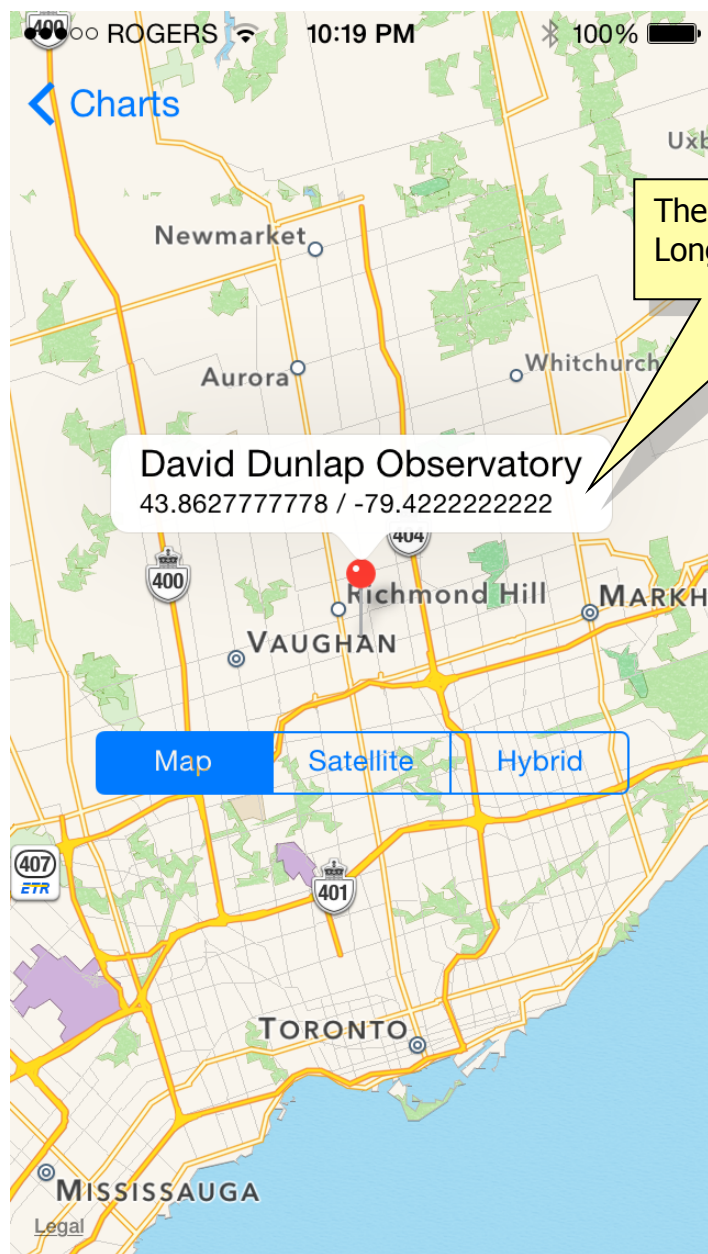 400
ROGERS 10:19 PM 100%
Charts
Uxb
The
Long
Newmarket
Aurora
Whitchurch
David Dunlap Observatory
43.8627777778 / -79.4222222222
404
400
Richmond Hill
MARKH
VAUGHAN
Map Satellite Hybrid
407
ETR
401
TORONTO
MISSISSAUGA
Legal